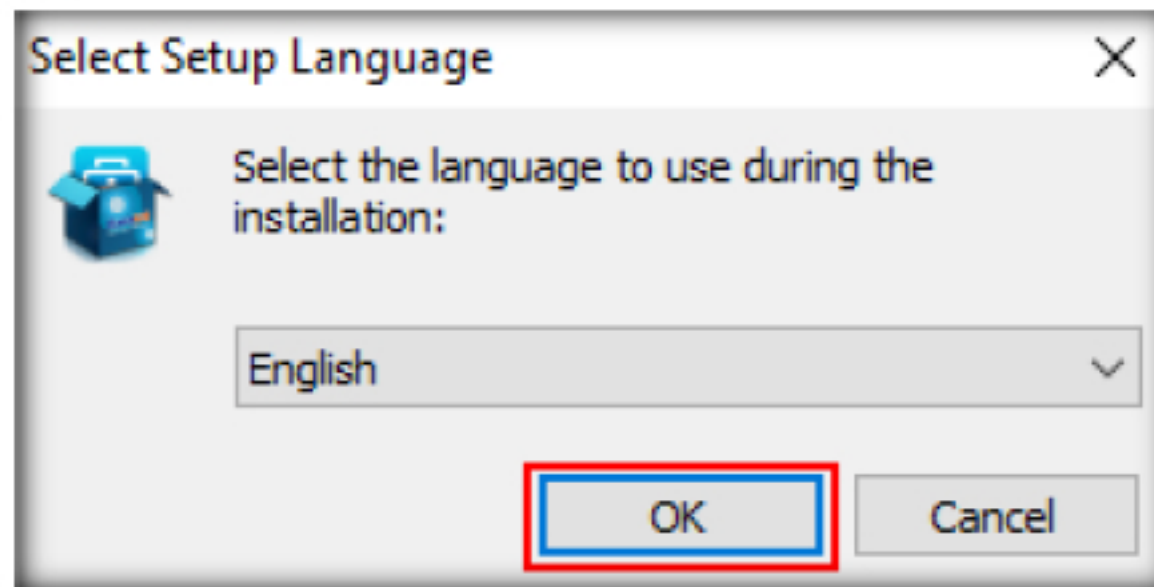 Select Setup Language
Select the language to use during the
installation:
English
OK
Cancel